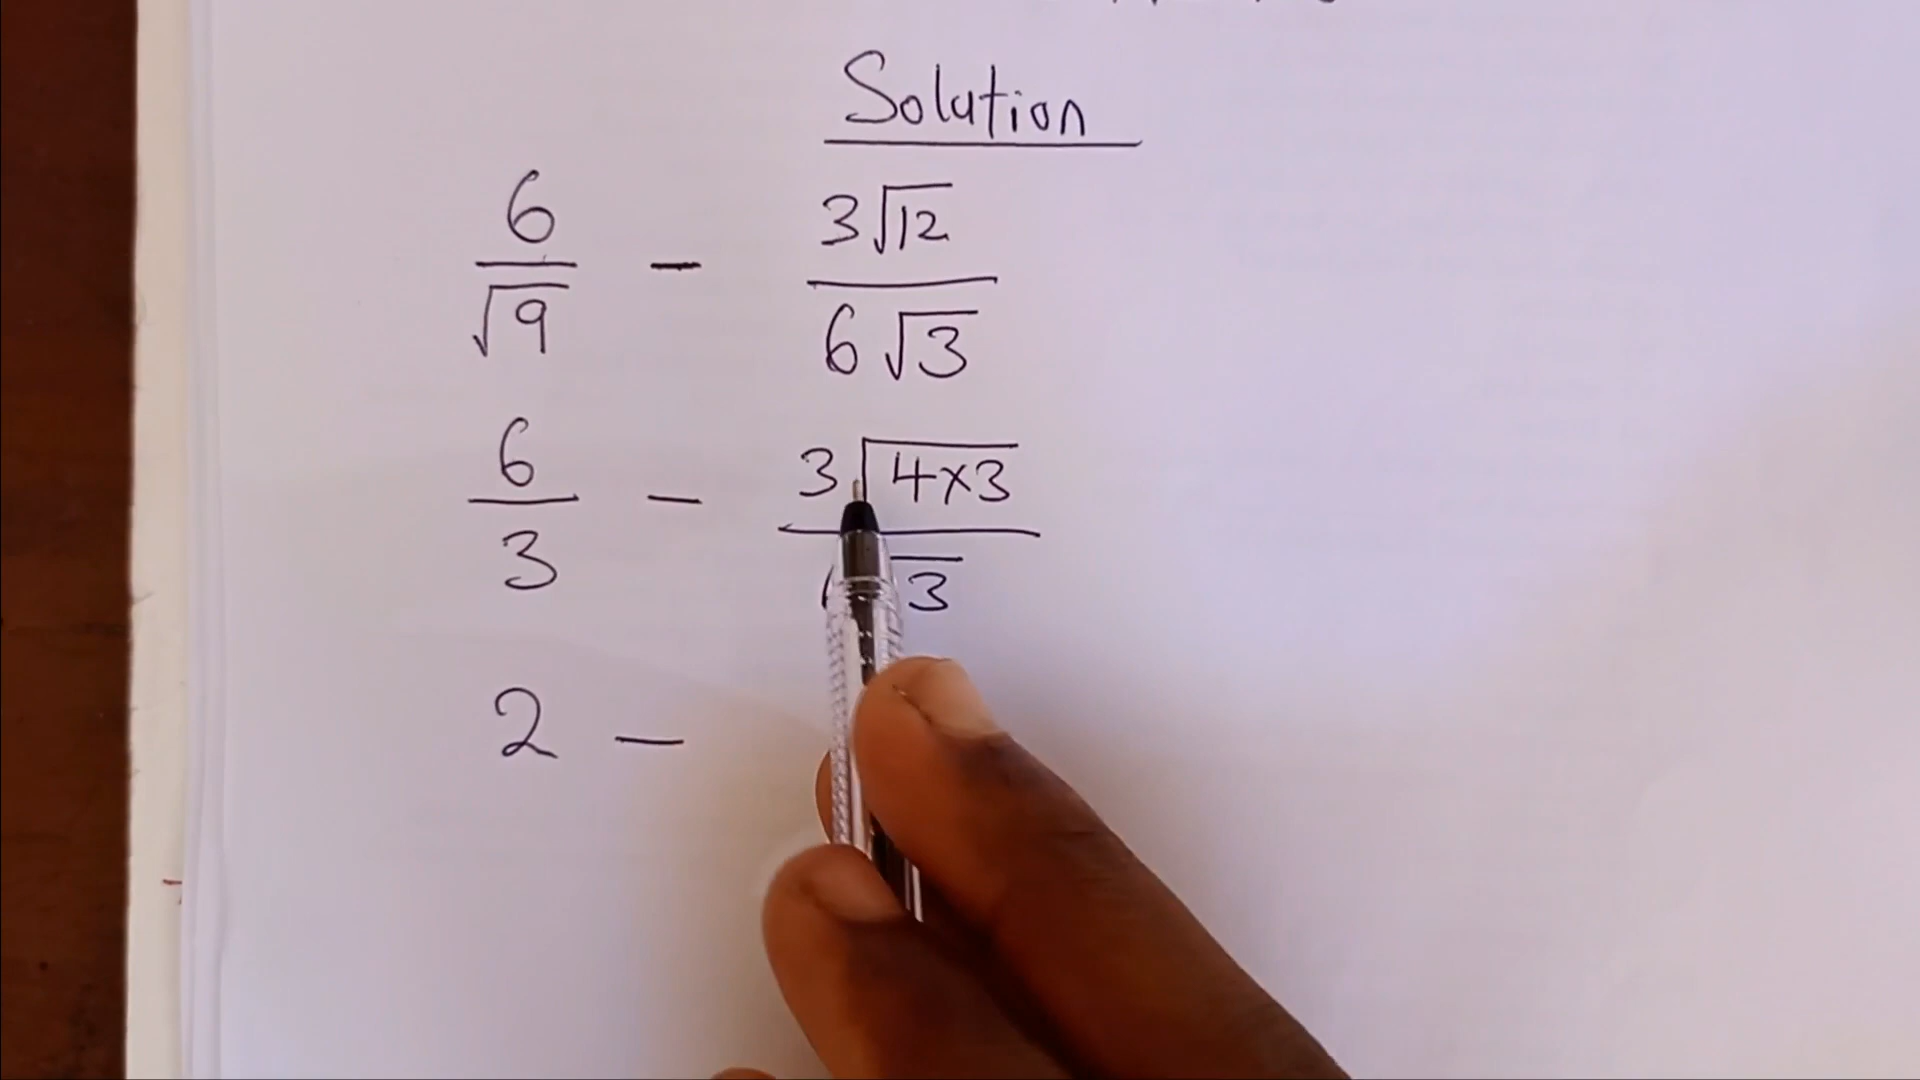 Solution
6/√9 - 3√12/6√3
6/3 - 3√4×3/ √3
2 -